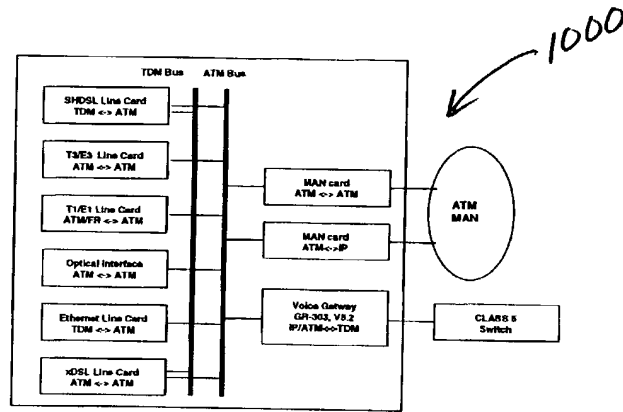 1000
TDM Bus ATM Bus
SHDSL Line Card
TDM <-> ATM
T3/E3 Line Card
ATM <-> ATM
T1/E1 Line Card
ATM/FR <-> ATM
Optical Interface
ATM <-> ATM
Ethernet Line Card
TDM <-> ATM
xDSL Line Card
ATM <-> ATM
MAN card
ATM <-> ATM
MAN card
ATM<->IP
Voice Getway
GR-303, V5.2
IP/ATM<->TDM
ATM
MAN
CLASS 5
Switch